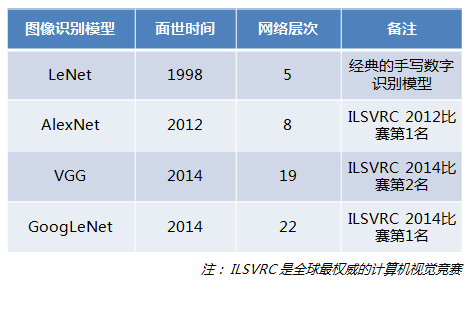 图像识别模型 面世时间 网络层次 备注
LeNet 1998 5 经典的手写数字
识别模型
AlexNet 2012 8 ILSVRC 2012比
赛第1名
VGG 2014 19 ILSVRC 2014比
赛第2名
GoogLeNet 2014 22 ILSVRC 2014比
赛第1名
注： ILSVRC 是全球最权威的计算机视觉竞赛